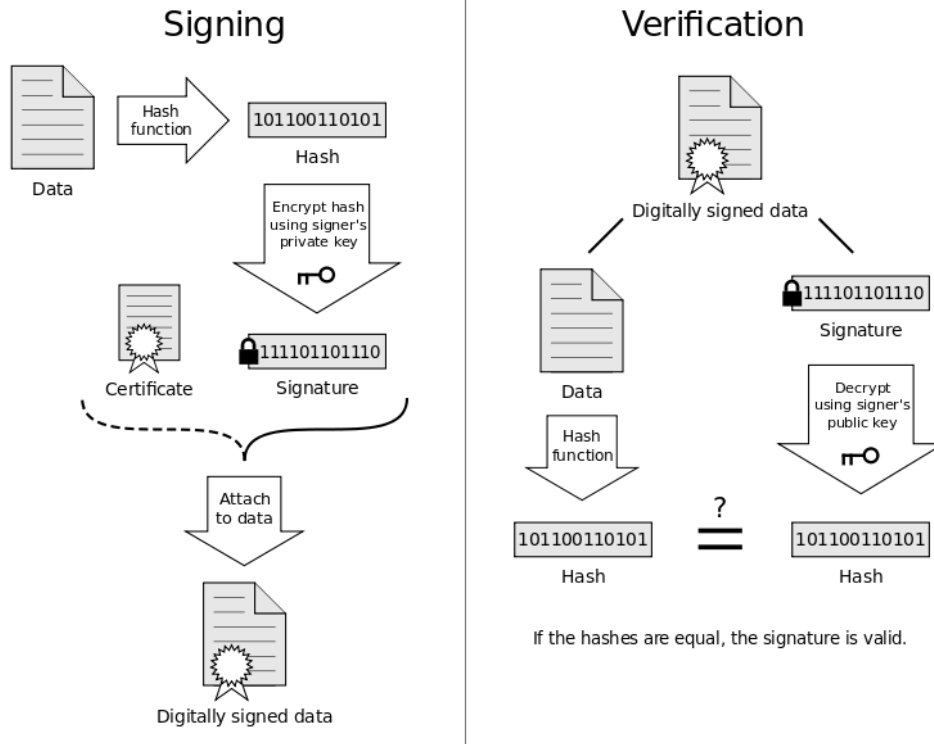 Signing
Hash
function
101100110101
Hash
Data
Encrypt hash
using signer's
private key
111101101110
Certificate
Signature
Attach
to data
Digitally signed data
Verification
Digitally signed data
111101101110
Signature
Data
Decrypt
using signer's
public key
Hash
function
?
101100110101
101100110101
Hash
Hash
If the hashes are equal, the signature is valid.